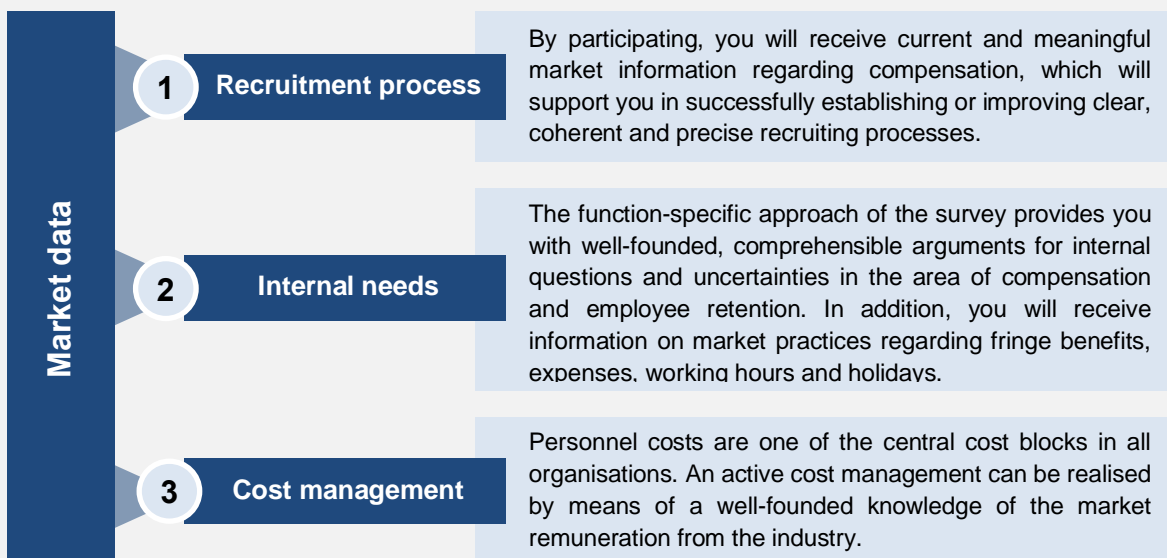 Market data
1
Recruitment process
By participating, you will receive current and meaningful
market information regarding compensation, which will
support you in successfully establishing or improving clear,
coherent and precise recruiting processes.
2
Internal needs
The function-specific approach of the survey provides you
with well-founded, comprehensible arguments for internal
questions and uncertainties in the area of compensation
and employee retention. In addition, you will receive
information on market practices regarding fringe benefits,
expenses, working hours and holidays.
3
Cost management
Personnel costs are one of the central cost blocks in all
organisations. An active cost management can be realised
by means of a well-founded knowledge of the market
remuneration from the industry.